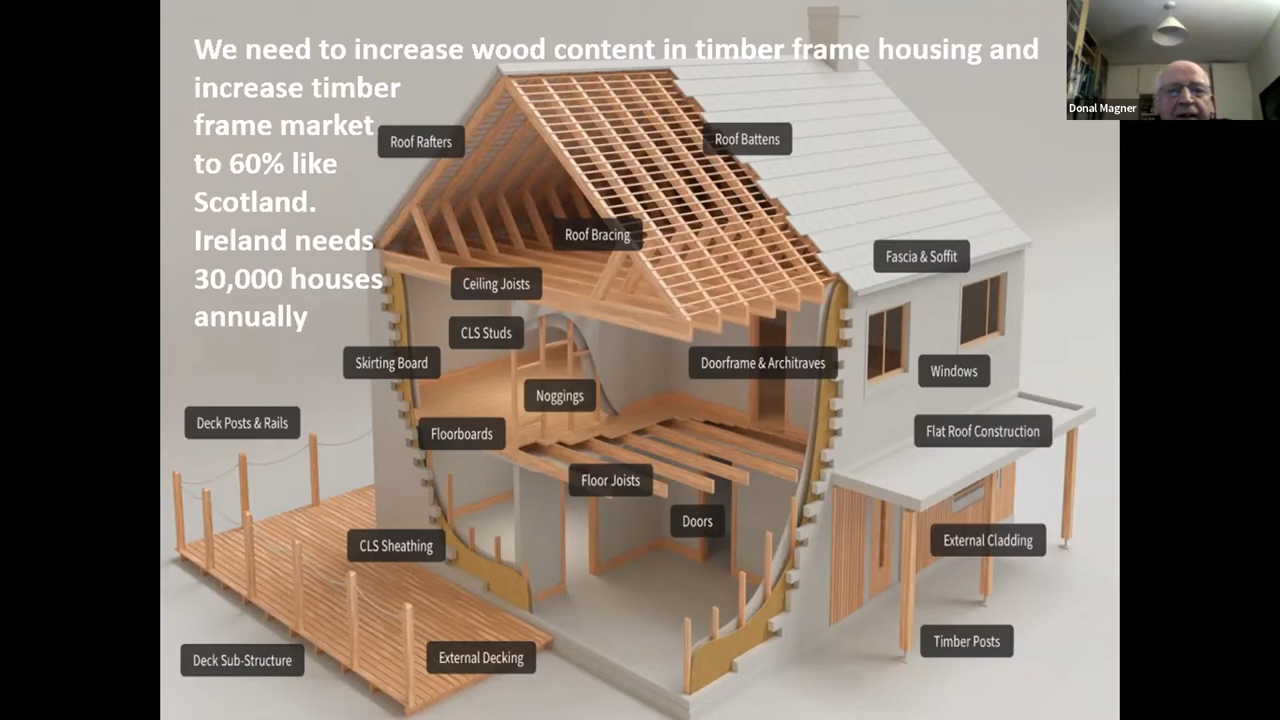 We need to increase wood content in timber frame housing and
increase timber
frame market
to 60% like
Scotland.
Ireland needs
30,000 houses
annually
Donal Magner
Roof Rafters
Roof Battens
Roof Bracing
Fascia & Soffit
Ceiling Joists
CLS Studs
Skirting Board
Doorframe & Architraves
Windows
Noggings
Deck Posts & Rails
Floorboards
Flat Roof Construction
Floor Joists
Doors
CLS Sheathing
External Cladding
Timber Posts
Deck Sub-Structure
External Decking